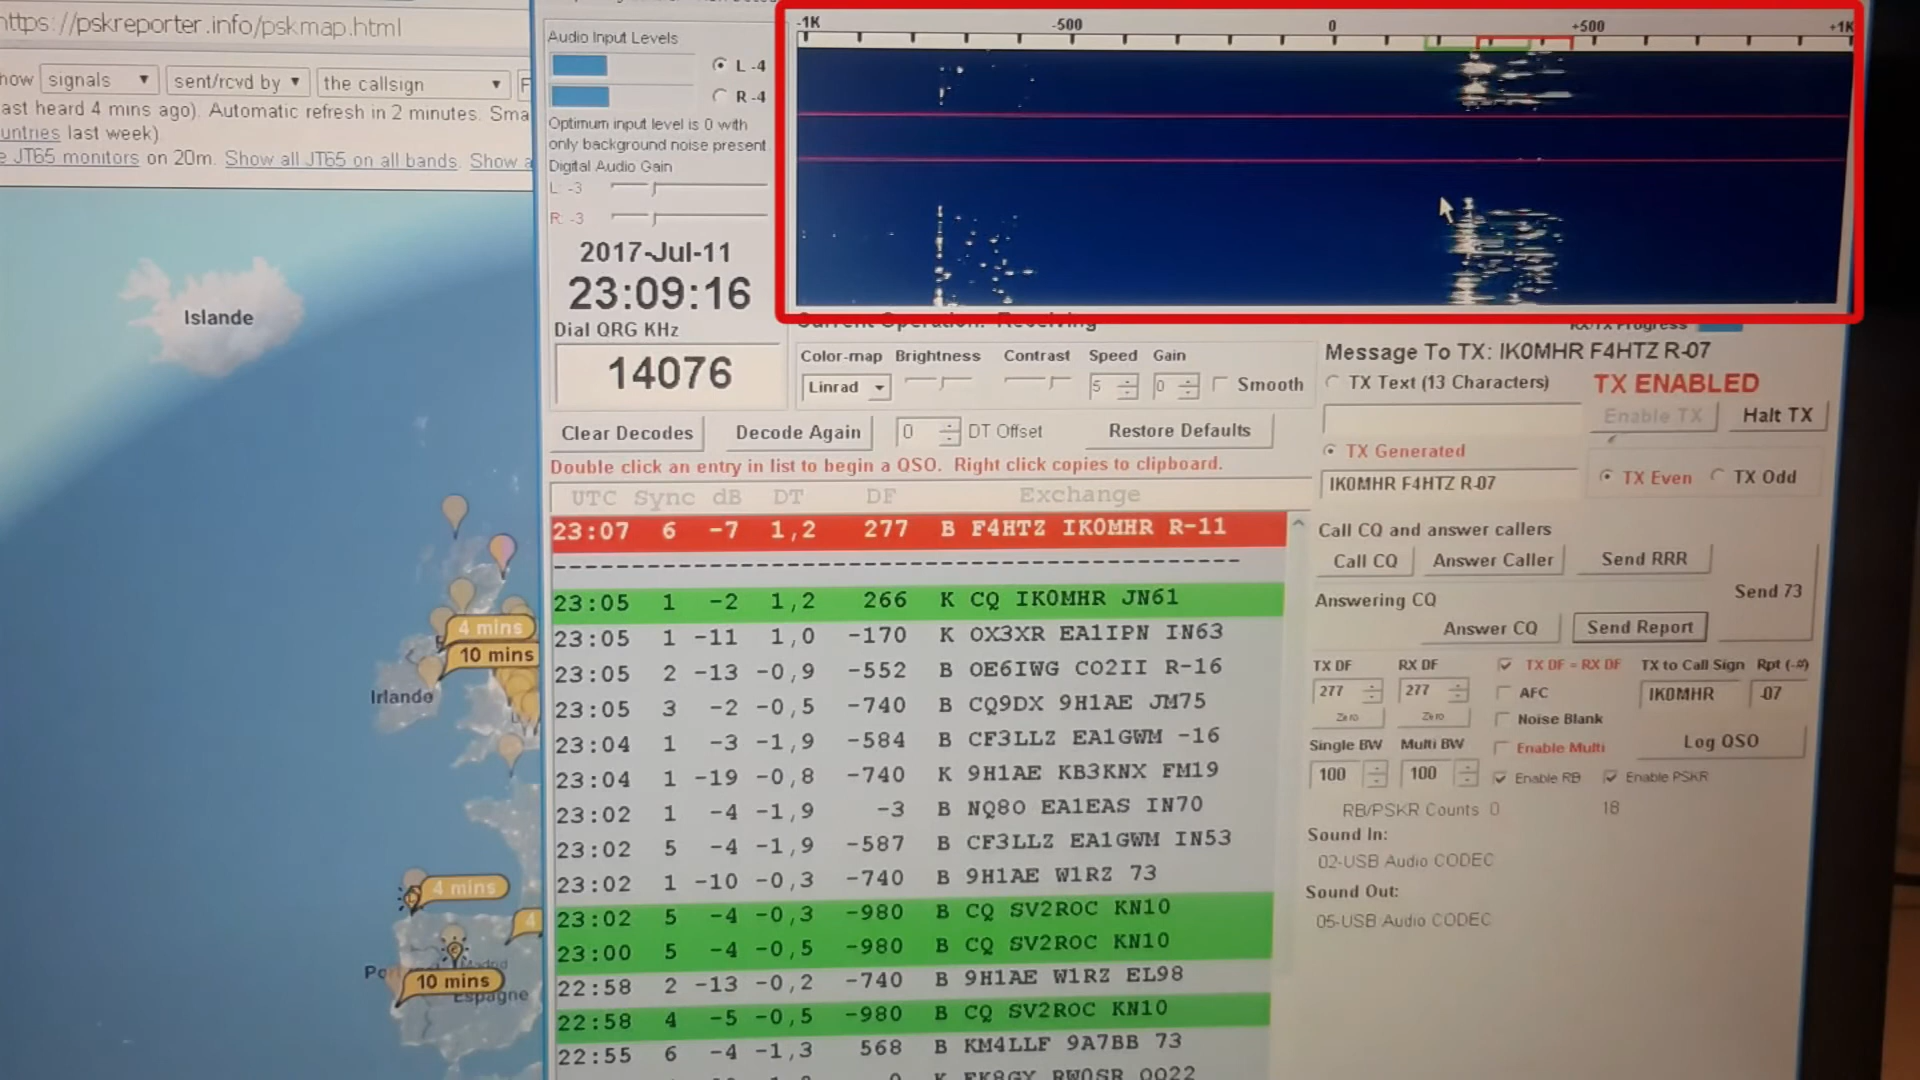 https://pskreporter.info/pskmap.html
how signals sent/rcvd by the callsign
ast heard 4 mins ago). Automatic refresh in 2 minutes. Sma
untries last week).
e JT65 monitors on 20m. Show all JT65 on all bands. Show a
Islande
4 mins
10 mins
Irlande
4 mins
4
Madrid
10 mins
Espagne
Audio Input Levels
L -4
R -4
Optimum input level is 0 with
only background noise present
Digital Audio Gain
L: -3
R: -3
2017-Jul-11
23:09:16
Dial QRG KHz
14076
-1K -500 0 +500 +1K
Current Operation: Receiving
RX/TX Progress
Color-map Brightness Contrast Speed Gain
Linrad 5 0 Smooth
Clear Decodes Decode Again 0 DT Offset Restore Defaults
Double click an entry in list to begin a QSO. Right click copies to clipboard.
UTC Sync dB DT DF Exchange
23:07 6 -7 1,2 277 B F4HTZ IK0MHR R-11
------------------------------------------------
23:05 1 -2 1,2 266 K CQ IK0MHR JN61
23:05 1 -11 1,0 -170 K OX3XR EA1IPN IN63
23:05 2 -13 -0,9 -552 B OE6IWG CO2II R-16
23:05 3 -2 -0,5 -740 B CQ9DX 9H1AE JM75
23:04 1 -3 -1,9 -584 B CF3LLZ EA1GWM -16
23:04 1 -19 -0,8 -740 K 9H1AE KB3KNX FM19
23:02 1 -4 -1,9 -3 B NQ8O EA1EAS IN70
23:02 5 -4 -1,9 -587 B CF3LLZ EA1GWM IN53
23:02 1 -10 -0,3 -740 B 9H1AE W1RZ 73
23:02 5 -4 -0,3 -980 B CQ SV2ROC KN10
23:00 5 -4 -0,5 -980 B CQ SV2ROC KN10
22:58 2 -13 -0,2 -740 B 9H1AE W1RZ EL98
22:58 4 -5 -0,5 -980 B CQ SV2ROC KN10
22:55 6 -4 -1,3 568 B KM4LLF 9A7BB 73
Message To TX: IK0MHR F4HTZ R-07
TX Text (13 Characters)
TX ENABLED
Enable TX Halt TX
TX Generated
IK0MHR F4HTZ R-07
TX Even TX Odd
Call CQ and answer callers
Call CQ Answer Caller Send RRR
Answering CQ
Send 73
Answer CQ Send Report
TX DF RX DF TX DF = RX DF TX to Call Sign Rpt (-#)
277 277 AFC IK0MHR -07
Zero Zero Noise Blank
Single BW Multi BW Enable Multi Log QSO
100 100 Enable RB Enable PSKR
RB/PSKR Counts 0 18
Sound In:
02-USB Audio CODEC
Sound Out:
05-USB Audio CODEC